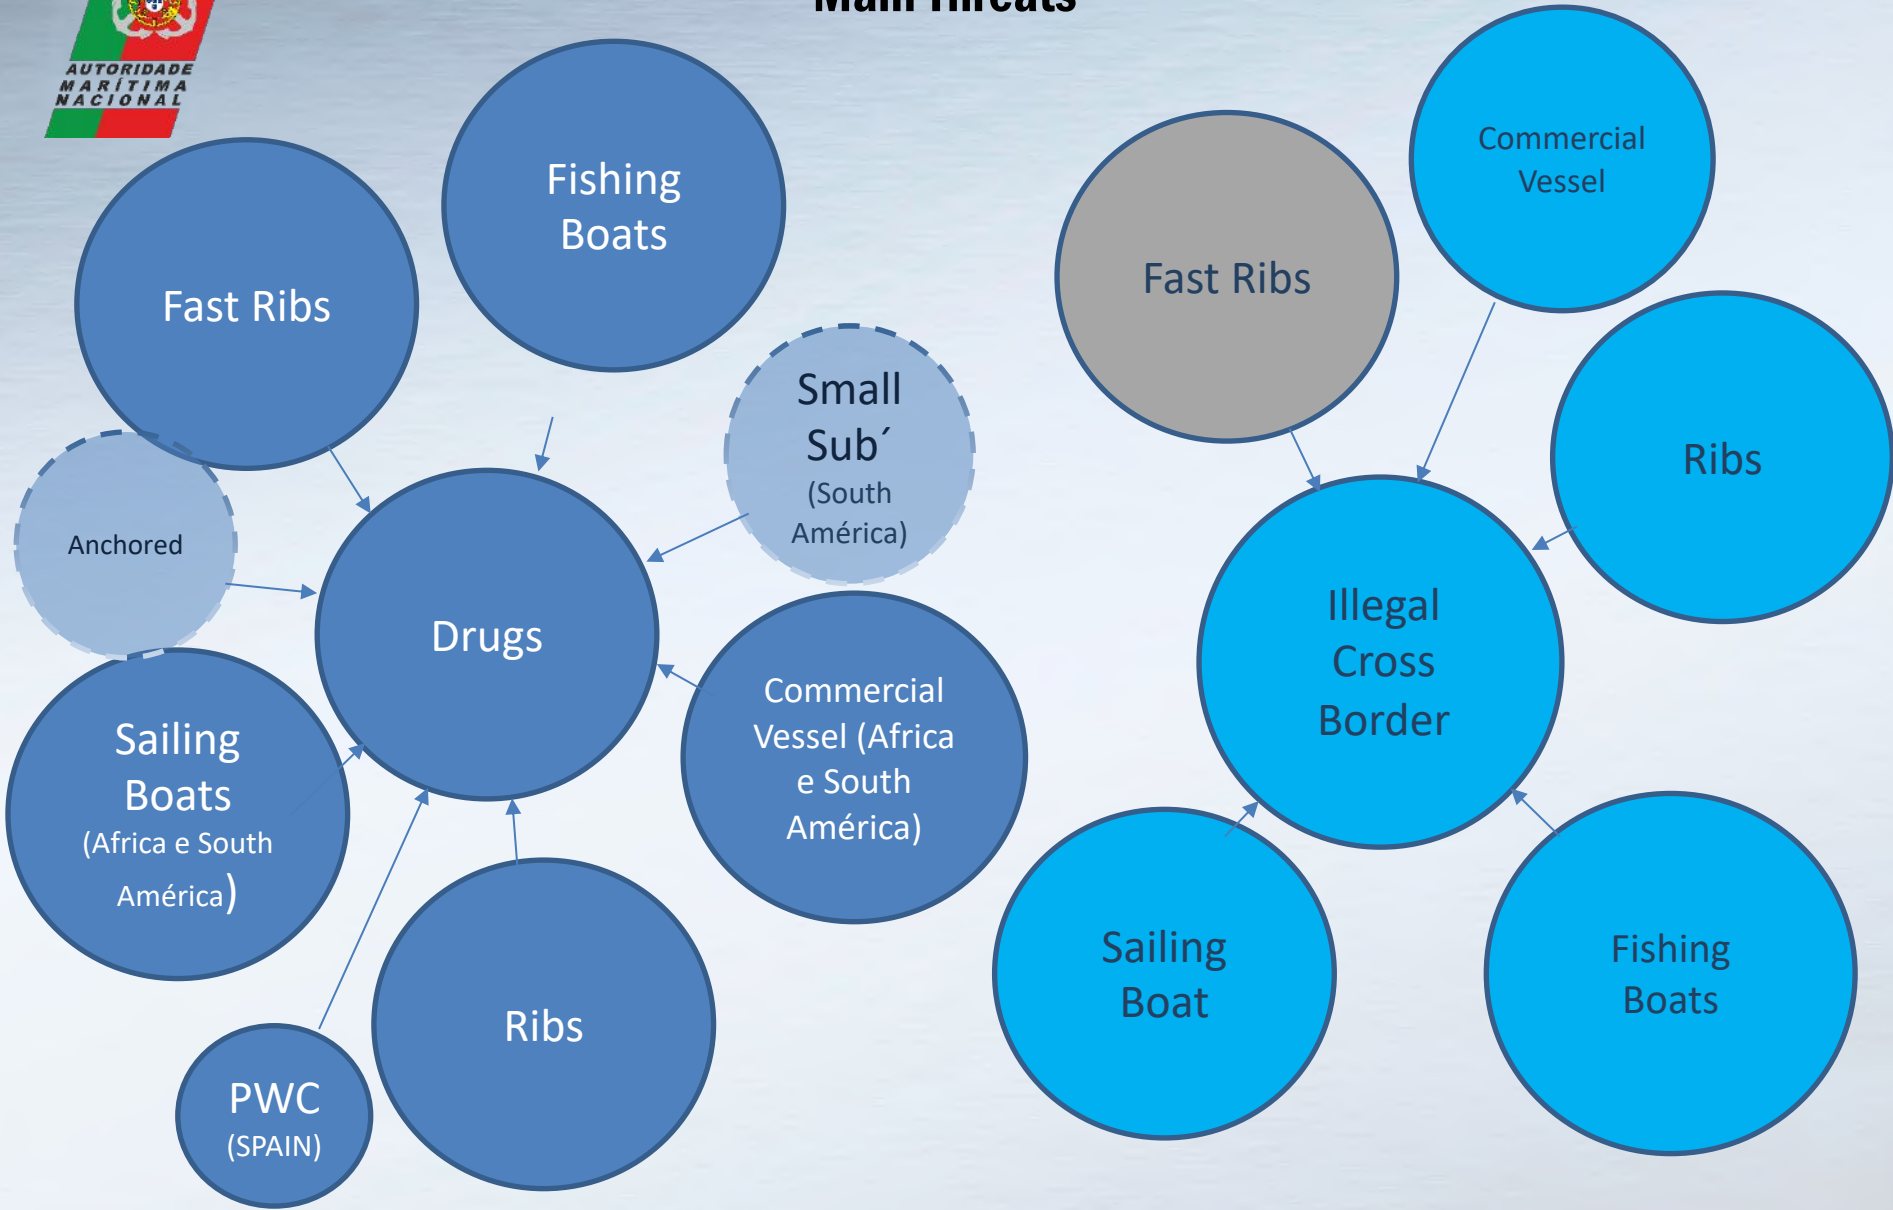 Main Threats
AUTORIDADE
MARÍTIMA
NACIONAL
Fishing
Boats
Fast Ribs
Small
Sub´
(South
América)
Anchored
Drugs
Commercial
Vessel (Africa
e South
América)
Sailing
Boats
(Africa e South
América)
Ribs
PWC
(SPAIN)
Commercial
Vessel
Fast Ribs
Ribs
Illegal
Cross
Border
Sailing
Boat
Fishing
Boats